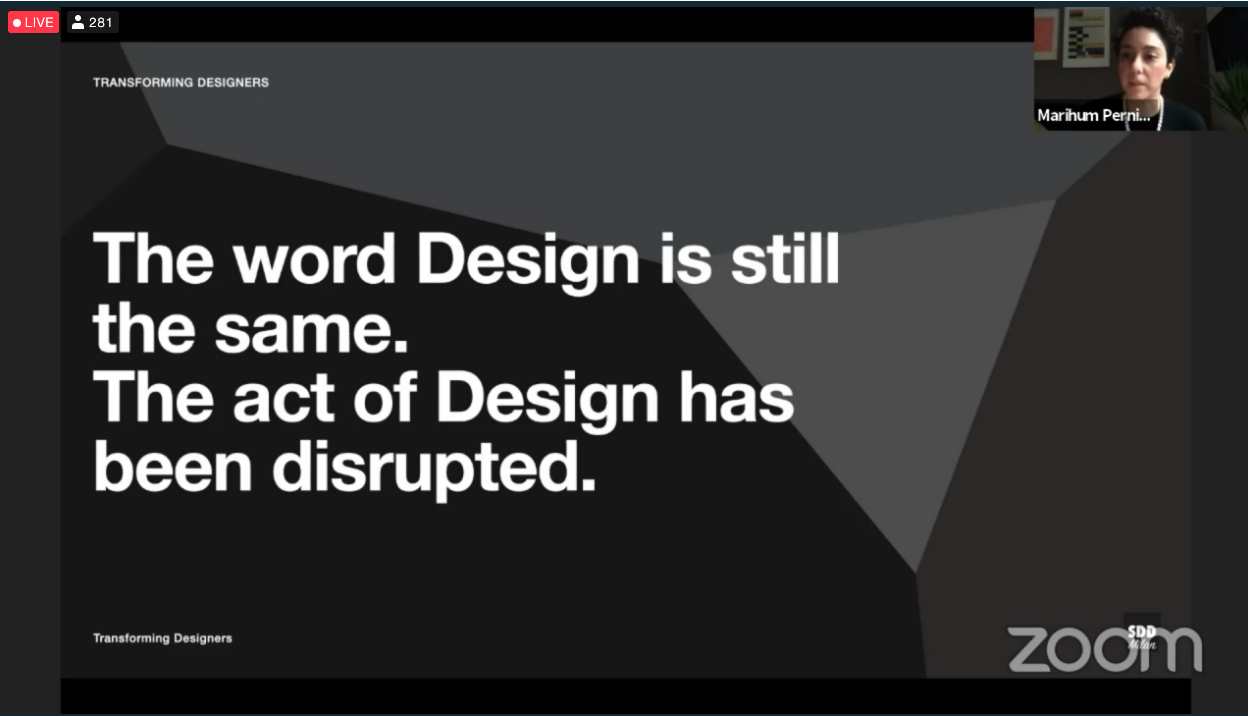 LIVE 281
Marihum Perni...
TRANSFORMING DESIGNERS
The word Design is still
the same.
The act of Design has
been disrupted.
Transforming Designers
SDD
Milan
zoom